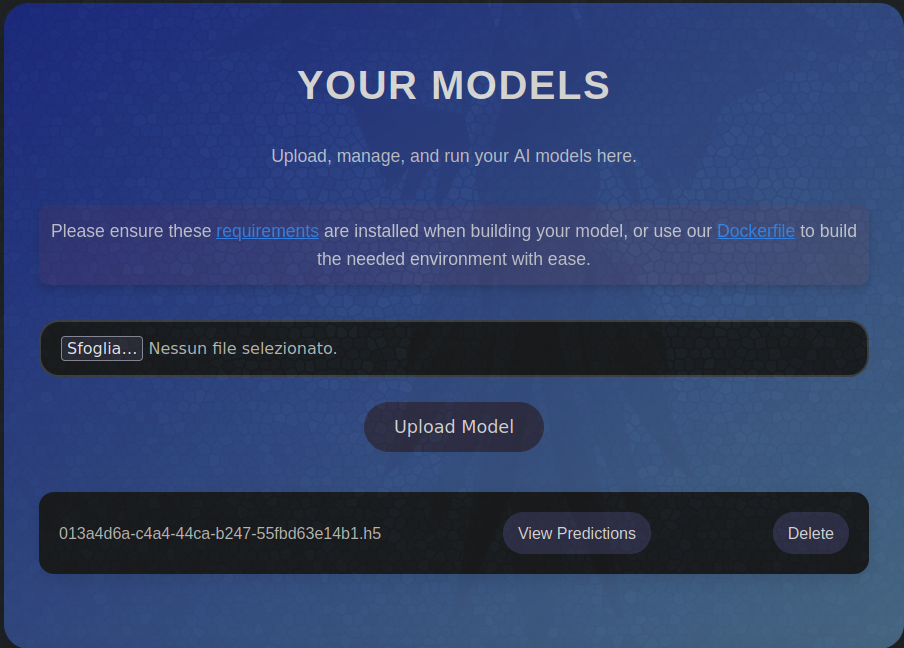 YOUR MODELS
Upload, manage, and run your AI models here.
Please ensure these requirements are installed when building your model, or use our Dockerfile to build
the needed environment with ease.
Sfoglia... Nessun file selezionato.
Upload Model
013a4d6a-c4a4-44ca-b247-55fbd63e14b1.h5 View Predictions Delete